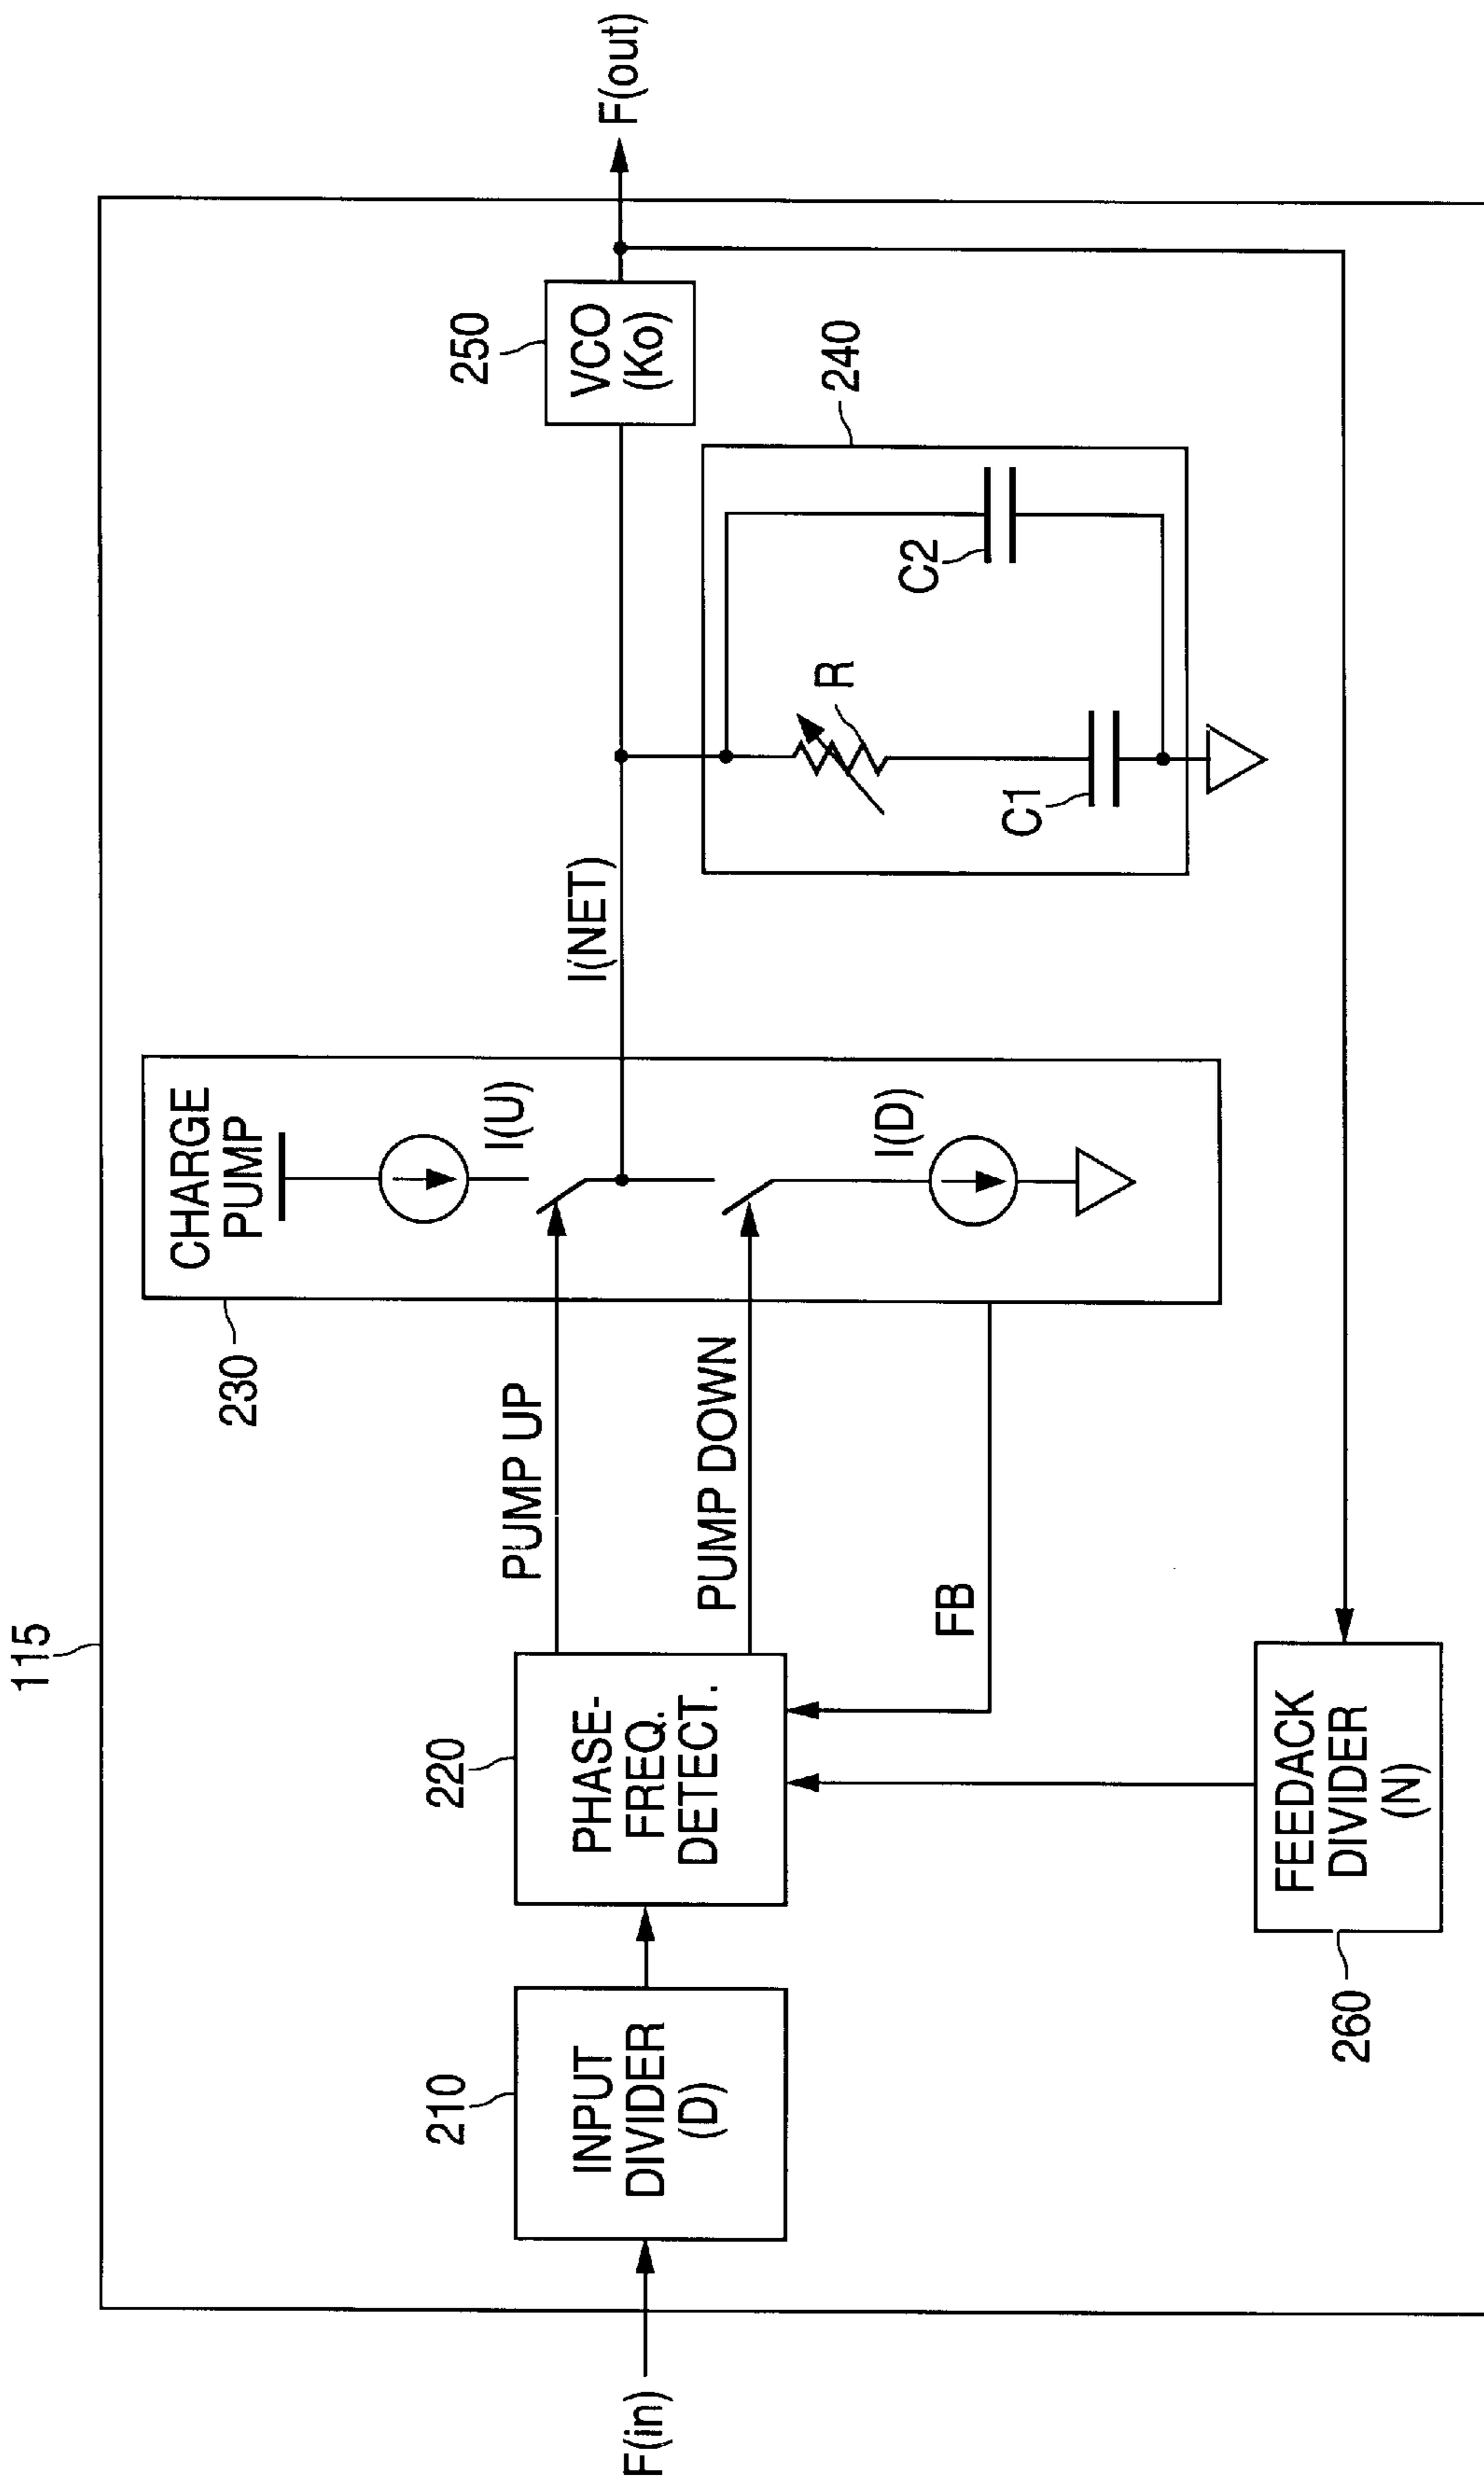 115
230
CHARGE
PUMP
I(U)
I(D)
I(NET)
250
VCO
(Ko)
F(out)
PUMP UP
PUMP DOWN
FB
220
PHASE-
FREQ.
DETECT.
210
INPUT
DIVIDER
(D)
F(in)
240
R
C1
C2
FEEDACK
DIVIDER
(N)
260